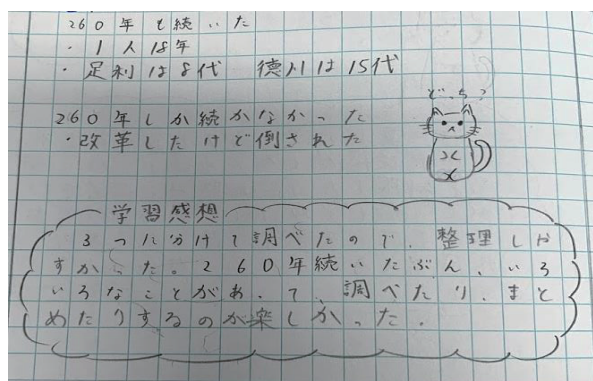 260年も続いた
・1人18年
・足利は8代 徳川は15代
260年しか続かなかった
・改革したけど倒された
どっち?
学習感想
3つに分けて調べたので、整理しや
すかった。260年続いたぶん、いろ
いろなことがあって、調べたり、まと
めたりするのが楽しかった。